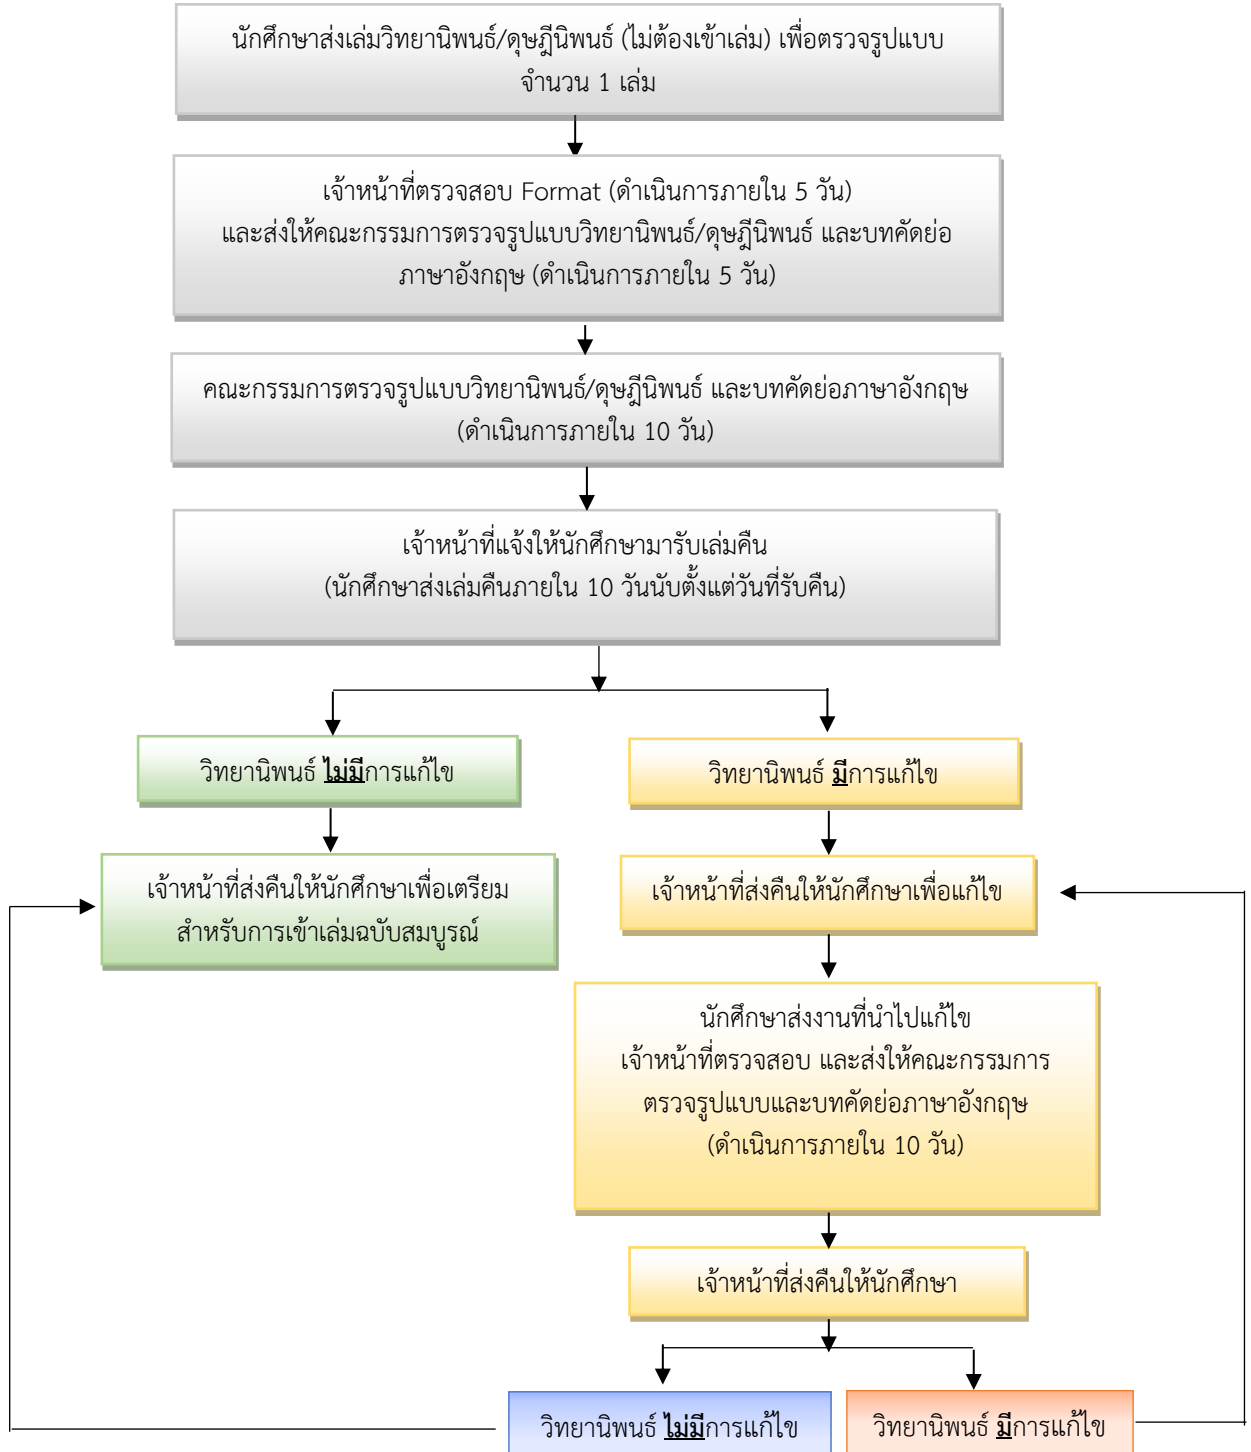 นักศึกษาส่งเล่มวิทยานิพนธ์/ดุษฎีนิพนธ์ (ไม่ต้องเข้าเล่ม) เพื่อตรวจรูปแบบ
จำนวน 1 เล่ม
เจ้าหน้าที่ตรวจสอบ Format (ดำเนินการภายใน 5 วัน)
และส่งให้คณะกรรมการตรวจรูปแบบวิทยานิพนธ์/ดุษฎีนิพนธ์ และบทคัดย่อ
ภาษาอังกฤษ (ดำเนินการภายใน 5 วัน)
คณะกรรมการตรวจรูปแบบวิทยานิพนธ์/ดุษฎีนิพนธ์ และบทคัดย่อภาษาอังกฤษ
(ดำเนินการภายใน 10 วัน)
เจ้าหน้าที่แจ้งให้นักศึกษามารับเล่มคืน
(นักศึกษาส่งเล่มคืนภายใน 10 วันนับตั้งแต่วันที่รับคืน)
วิทยานิพนธ์ ไม่มีการแก้ไข
วิทยานิพนธ์ มีการแก้ไข
เจ้าหน้าที่ส่งคืนให้นักศึกษาเพื่อเตรียม
สำหรับการเข้าเล่มฉบับสมบูรณ์
เจ้าหน้าที่ส่งคืนให้นักศึกษาเพื่อแก้ไข
นักศึกษาส่งงานที่นำไปแก้ไข
เจ้าหน้าที่ตรวจสอบ และส่งให้คณะกรรมการ
ตรวจรูปแบบและบทคัดย่อภาษาอังกฤษ
(ดำเนินการภายใน 10 วัน)
เจ้าหน้าที่ส่งคืนให้นักศึกษา
วิทยานิพนธ์ ไม่มีการแก้ไข
วิทยานิพนธ์ มีการแก้ไข